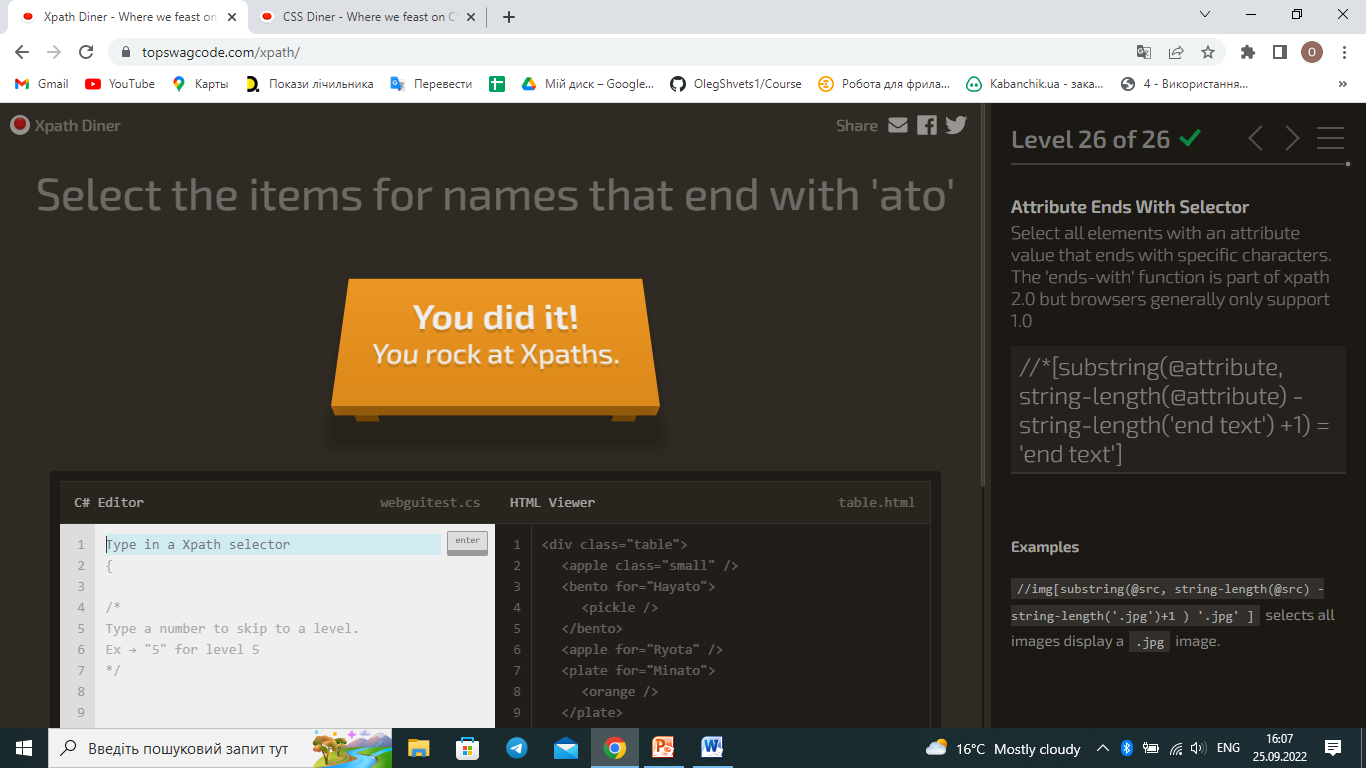 Xpath Diner - Where we feast on
CSS Diner - Where we feast on C
topswagcode.com/xpath/
O
Gmail
YouTube
Карты
Покази лічильника
Перевести
Мій диск – Google...
OlegShvets1/Course
Робота для фрила...
Kabanchik.ua - зака...
4 - Використання...
»
Xpath Diner
Share
Select the items for names that end with 'ato'
You did it!
You rock at Xpaths.
C# Editor
webguitest.cs
HTML Viewer
table.html
1 Type in a Xpath selector
enter
2 {
3
4 /*
5 Type a number to skip to a level.
6 Ex → "5" for level 5
7 */
8
9
1 <div class="table">
2 <apple class="small" />
3 <bento for="Hayato">
4 <pickle />
5 </bento>
6 <apple for="Ryota" />
7 <plate for="Minato">
8 <orange />
9 </plate>
Level 26 of 26
Attribute Ends With Selector
Select all elements with an attribute
value that ends with specific characters.
The 'ends-with' function is part of xpath
2.0 but browsers generally only support
1.0
//*[substring(@attribute,
string-length(@attribute) -
string-length('end text') +1) =
'end text']
Examples
//img[substring(@src, string-length(@src) -
string-length('.jpg')+1 ) '.jpg' ] selects all
images display a .jpg image.
Введіть пошуковий запит тут
16°C Mostly cloudy
ENG
16:07
25.09.2022